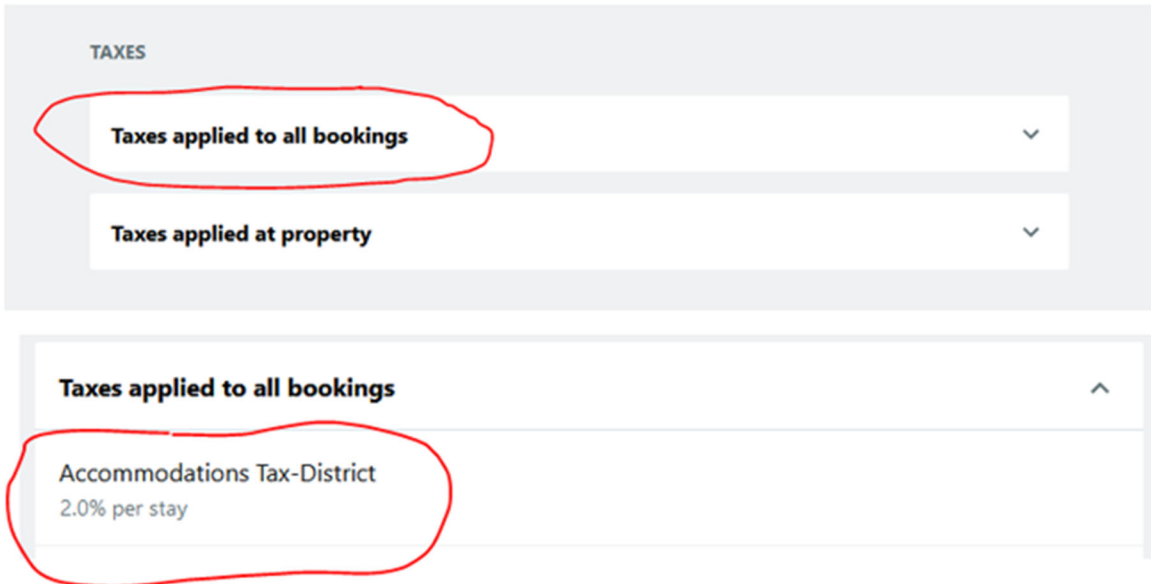 TAXES
Taxes applied to all bookings
Taxes applied at property
Taxes applied to all bookings
Accommodations Tax-District
2.0% per stay